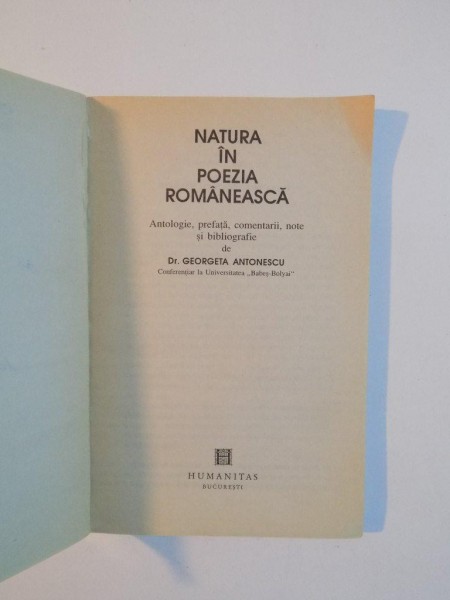 NATURA
ÎN
POEZIA
ROMÂNEASCĂ
Antologie, prefață, comentarii, note
și bibliografie
de
Dr. GEORGETA ANTONESCU
Conferențiar la Universitatea „Babeș-Bolyai”
H
HUMANITAS
BUCUREȘTI